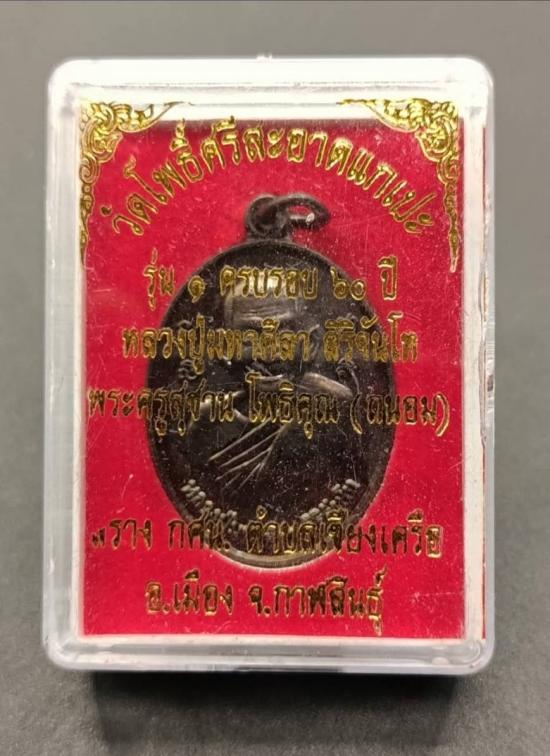 วัดโพธิ์ศรีสะอาดแกเปะ
รุ่น ๑ ครบรอบ ๖๐ ปี
หลวงปู่มหาศิลา สิริจันโท
พระครูสุชาน โพธิคุณ (ถนอม)
สร้าง กศน. ตำบลเชียงเครือ
อ.เมือง จ.กาฬสินธุ์